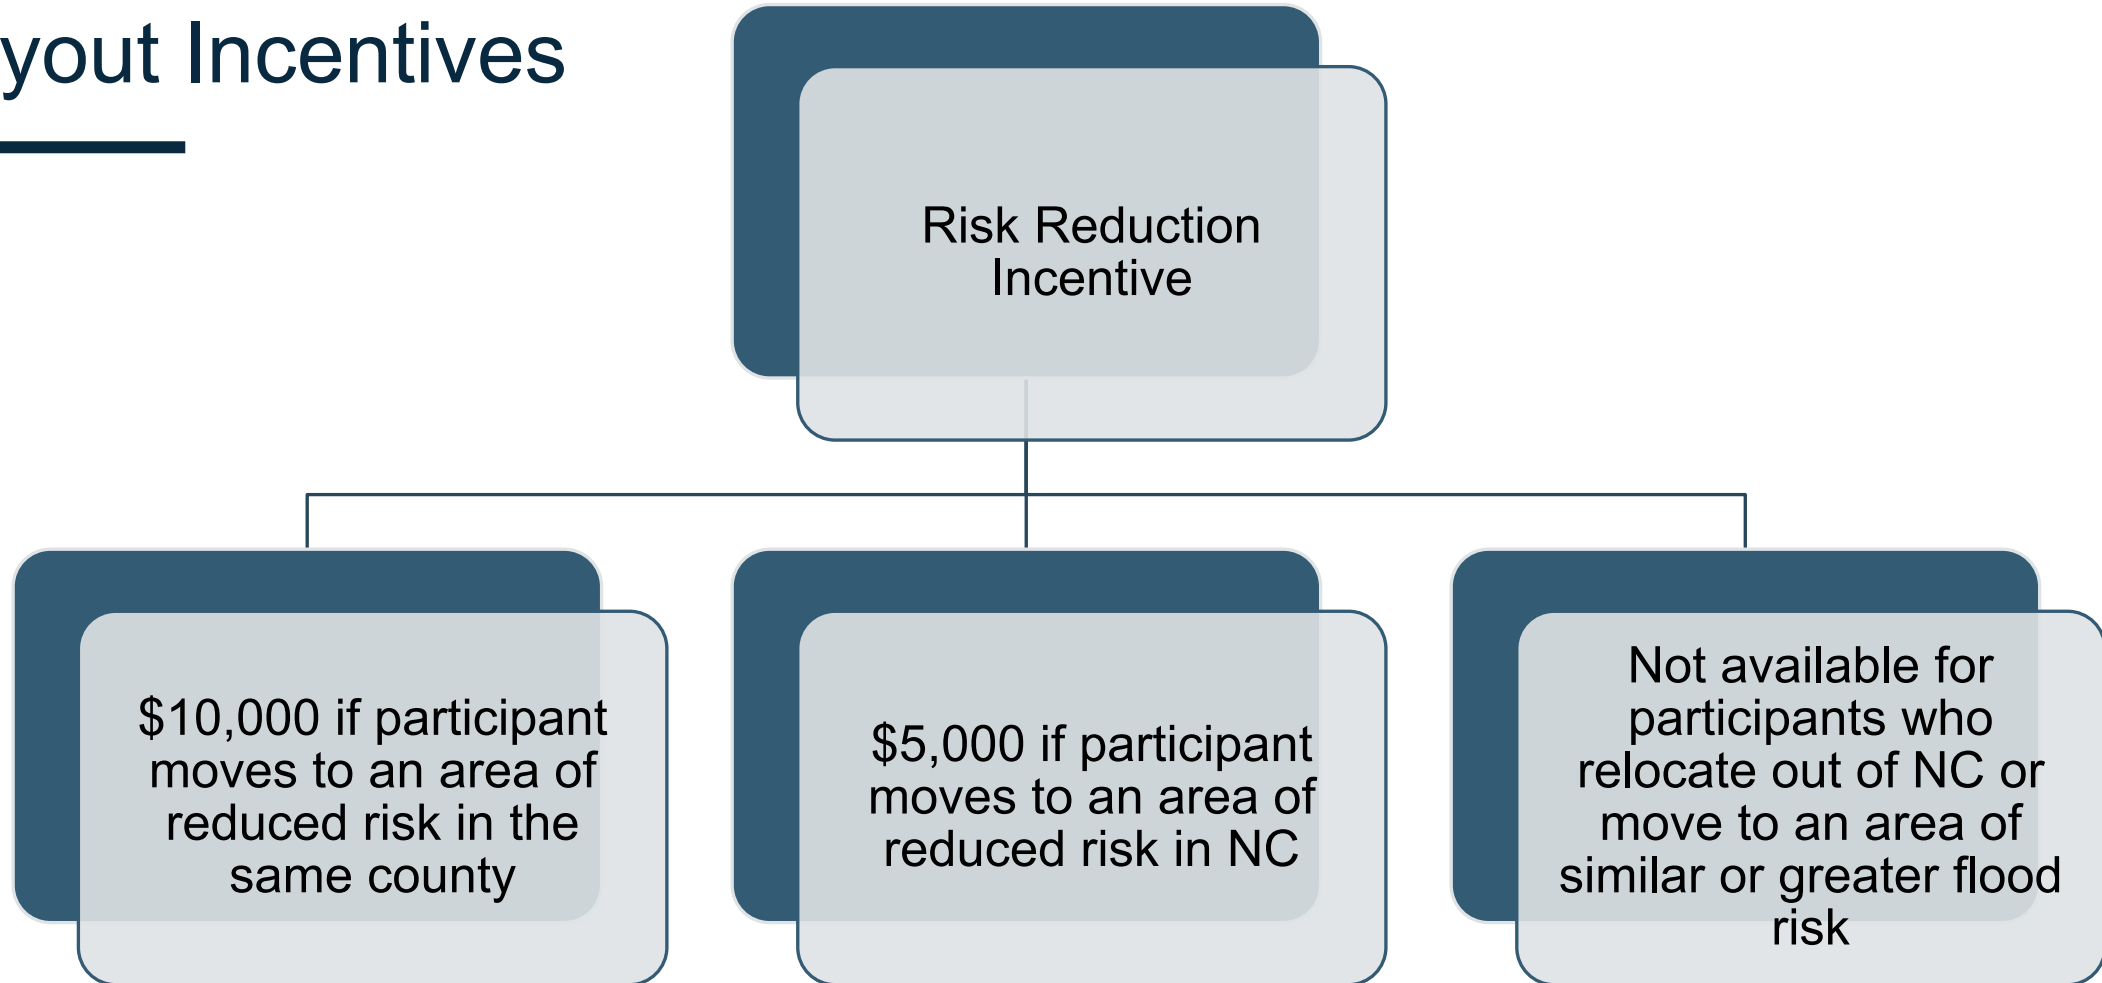 yout Incentives
Risk Reduction
Incentive
$10,000 if participant
moves to an area of
reduced risk in the
same county
$5,000 if participant
moves to an area of
reduced risk in NC
Not available for
participants who
relocate out of NC or
move to an area of
similar or greater flood
risk